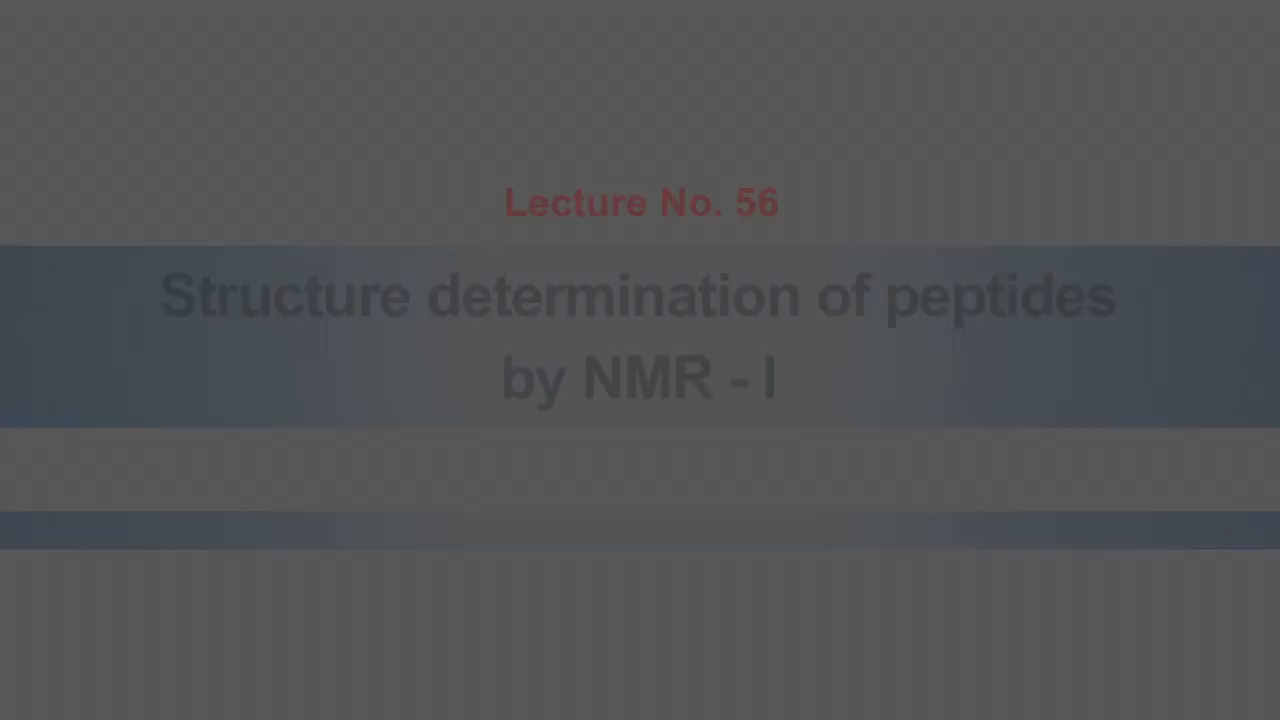 Lecture No. 56
Structure determination of peptides
by NMR - I